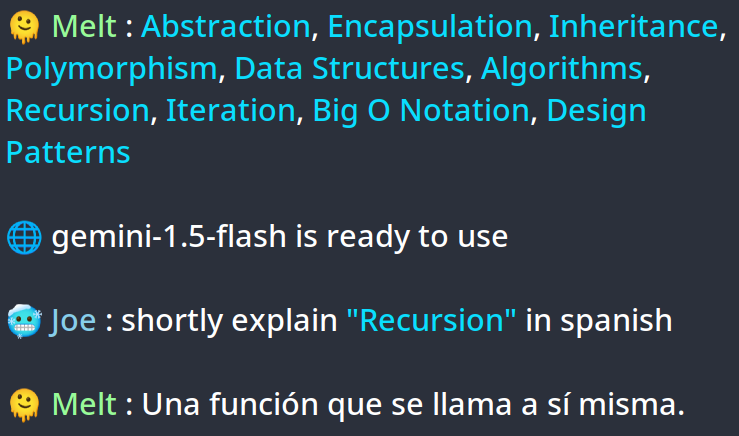 🫠 Melt : Abstraction, Encapsulation, Inheritance,
Polymorphism, Data Structures, Algorithms,
Recursion, Iteration, Big O Notation, Design
Patterns
🌐 gemini-1.5-flash is ready to use
🥶 Joe : shortly explain "Recursion" in spanish
🫠 Melt : Una función que se llama a sí misma.